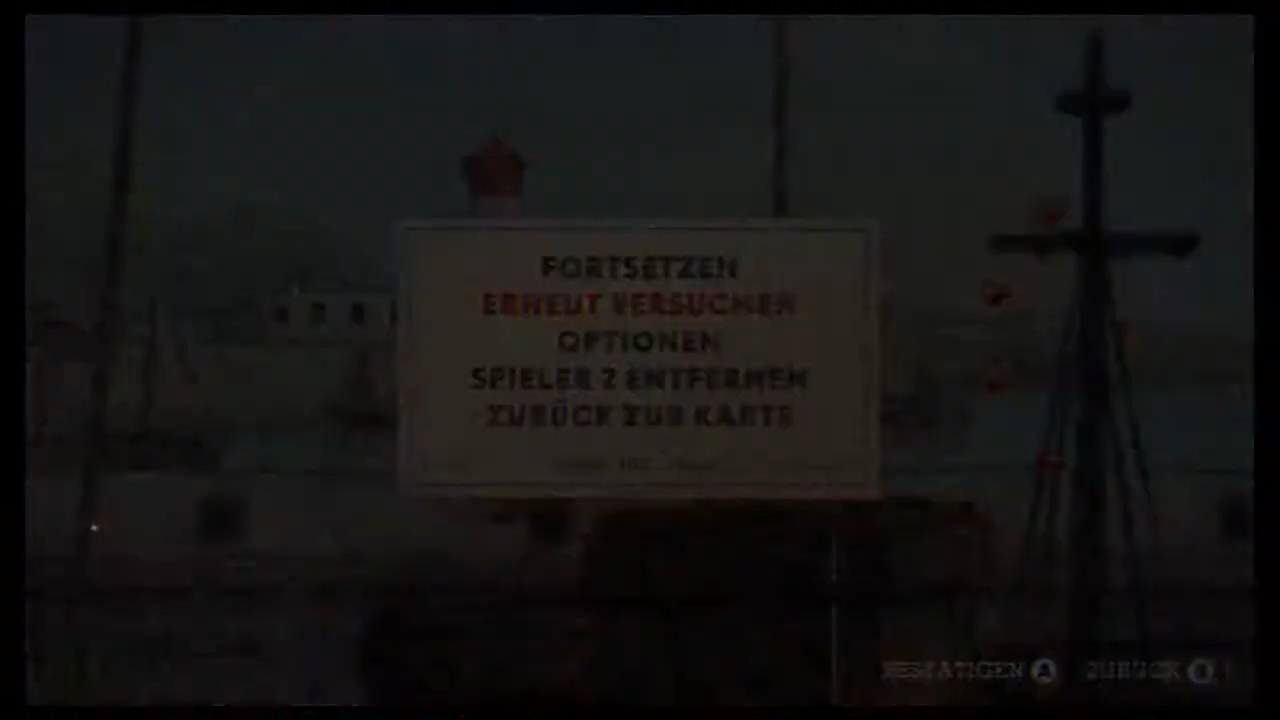 FORTSETZEN
ERNEUT VERSUCHEN
OPTIONEN
SPIELER 2 ENTFERNEN
ZURÜCK ZUR KARTE
BESTÄTIGEN A ZURÜCK